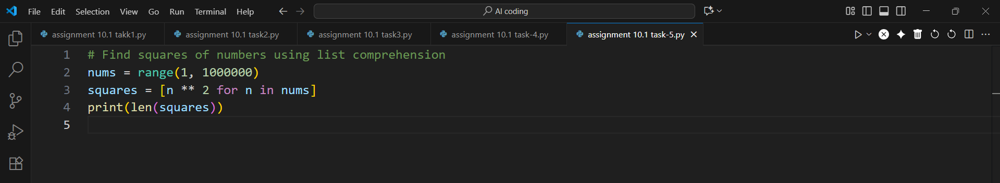 File Edit Selection View Go Run Terminal Help AI coding
assignment 10.1 takk1.py assignment 10.1 task2.py assignment 10.1 task3.py assignment 10.1 task-4.py assignment 10.1 task-5.py
1 # Find squares of numbers using list comprehension
2 nums = range(1, 1000000)
3 squares = [n ** 2 for n in nums]
4 print(len(squares))
5